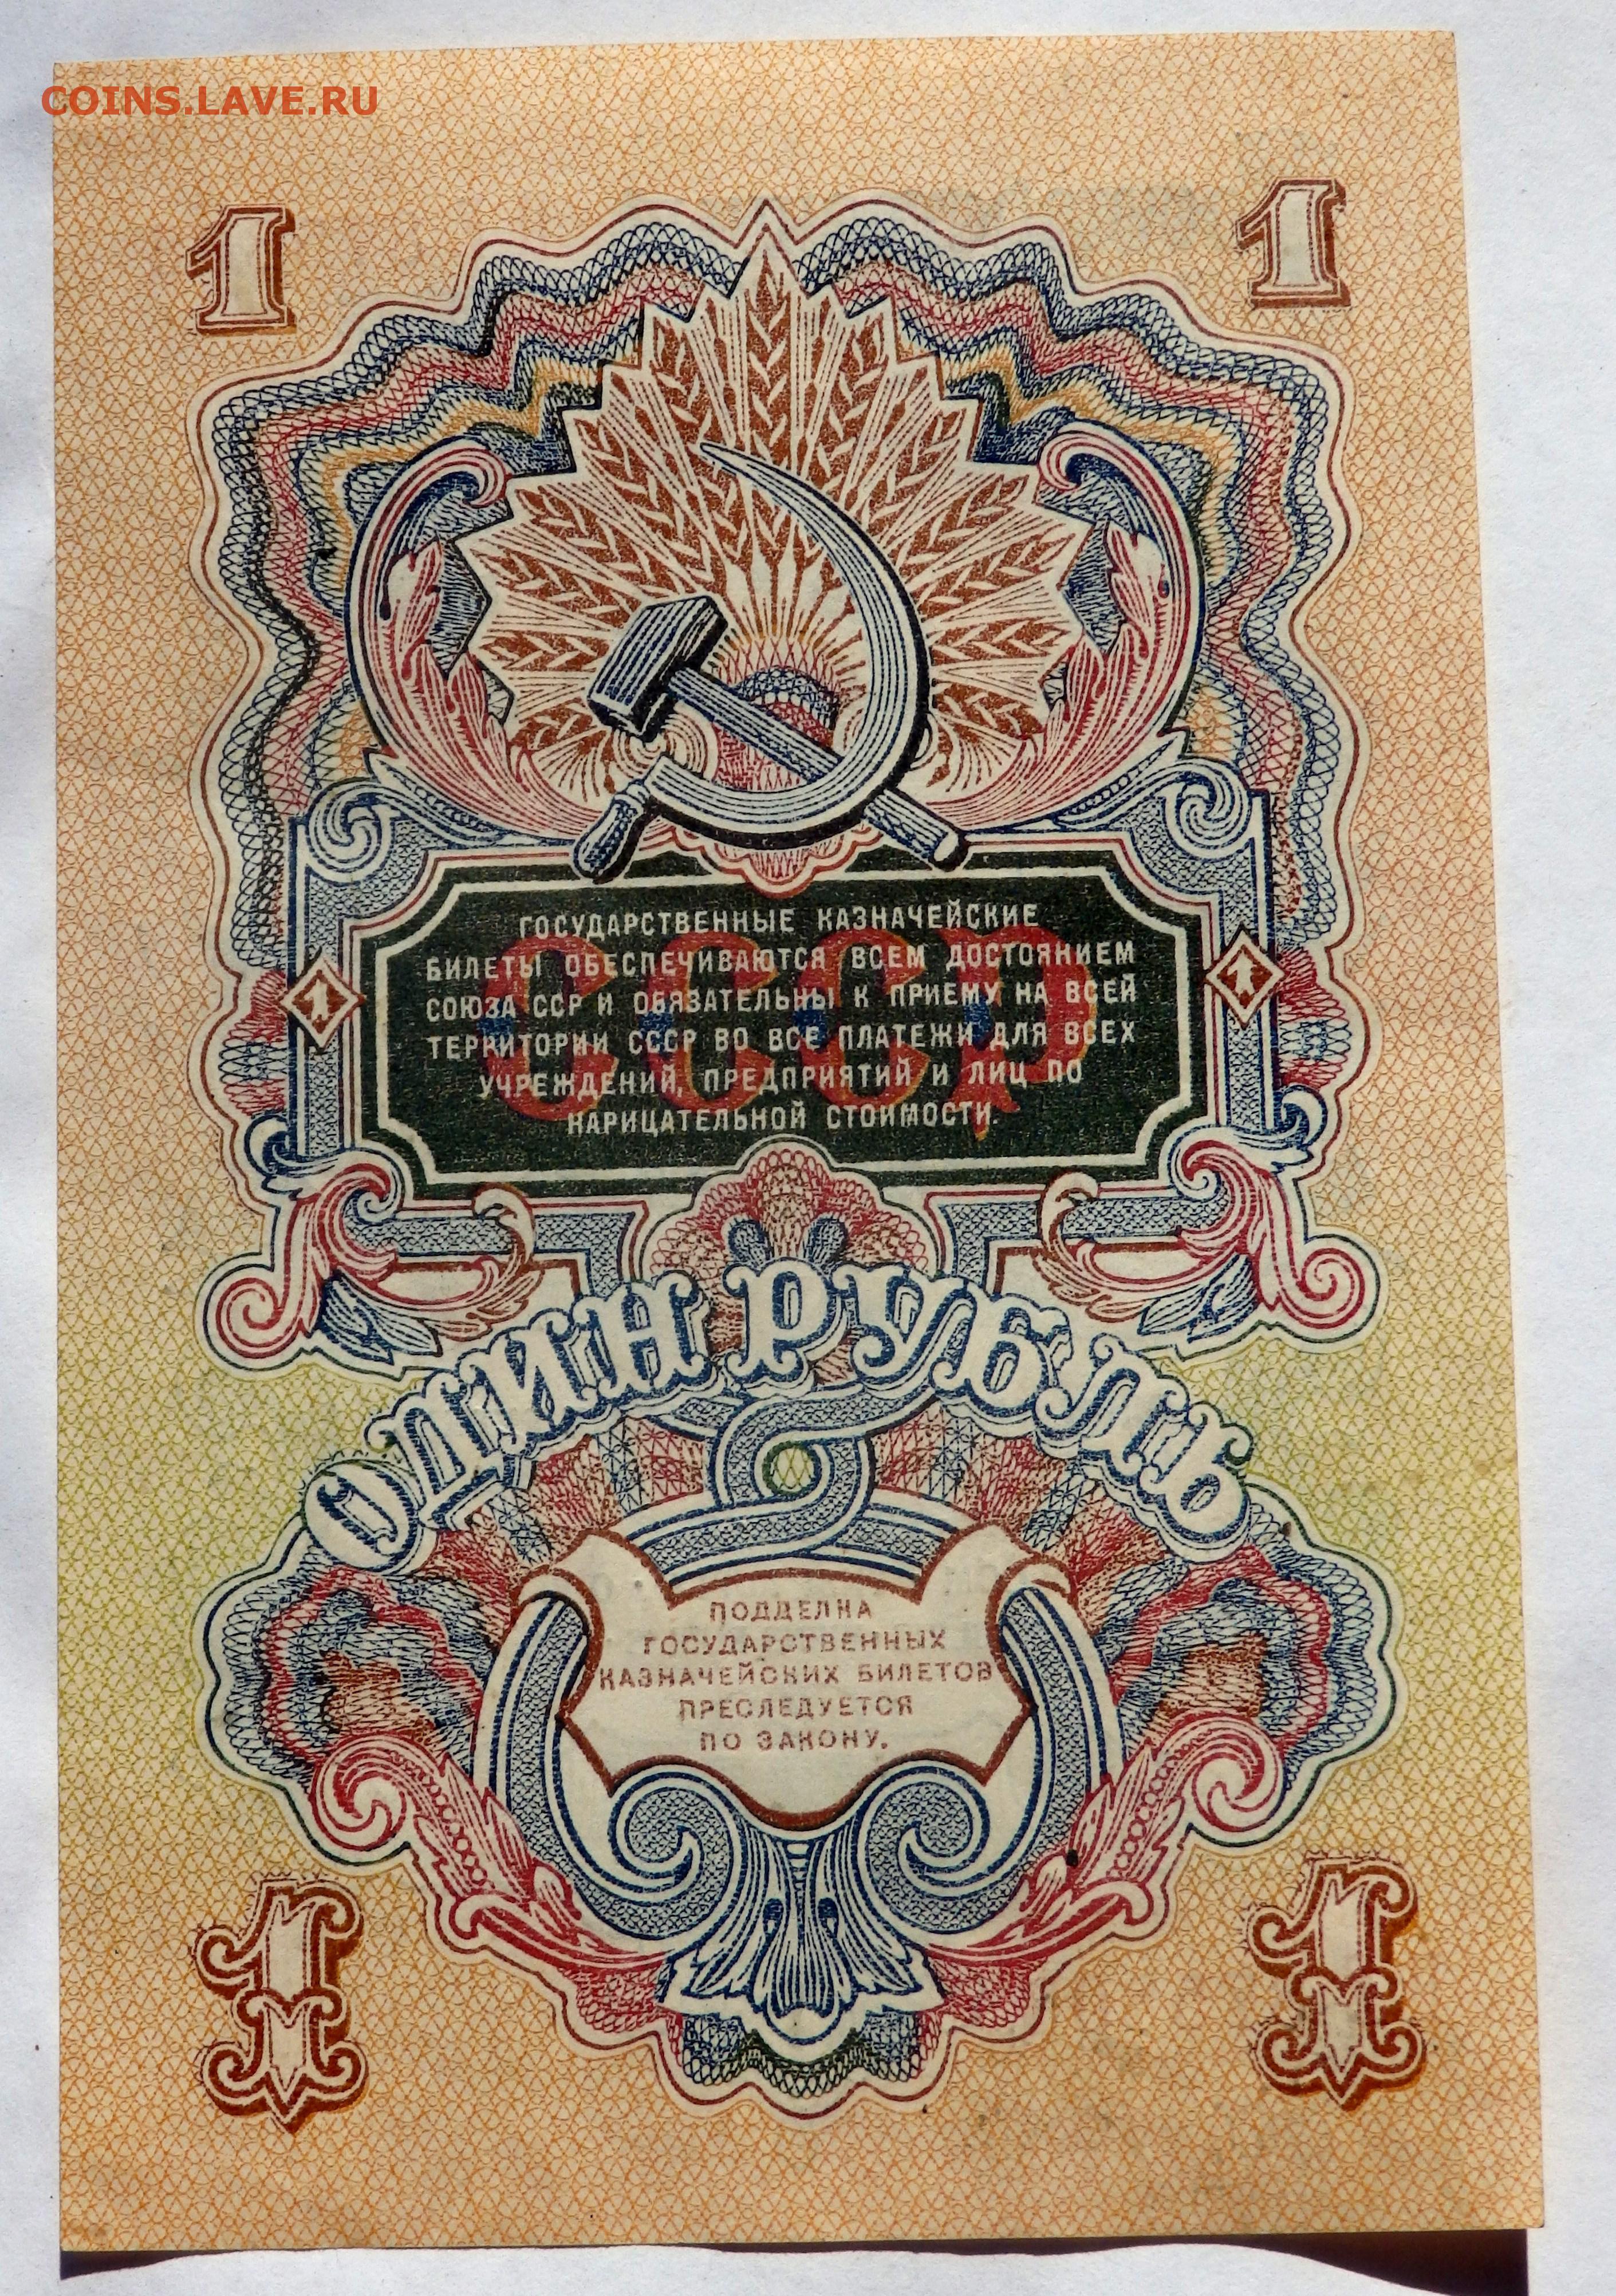 COINS.LAVE.RU
1 1
ГОСУДАРСТВЕННЫЕ КАЗНАЧЕЙСКИЕ
БИЛЕТЫ ОБЕСПЕЧИВАЮТСЯ ВСЕМ ДОСТОЯНИЕМ
СОЮЗА ССР И ОБЯЗАТЕЛЬНЫ К ПРИЕМУ НА ВСЕЙ
ТЕРРИТОРИИ СССР ВО ВСЕ ПЛАТЕЖИ ДЛЯ ВСЕХ
УЧРЕЖДЕНИЙ, ПРЕДПРИЯТИЙ И ЛИЦ ПО
НАРИЦАТЕЛЬНОЙ СТОИМОСТИ.
СССР
1 1
ОДИН РУБЛЬ
ПОДДЕЛКА
ГОСУДАРСТВЕННЫХ
КАЗНАЧЕЙСКИХ БИЛЕТОВ
ПРЕСЛЕДУЕТСЯ
ПО ЗАКОНУ.
1 1